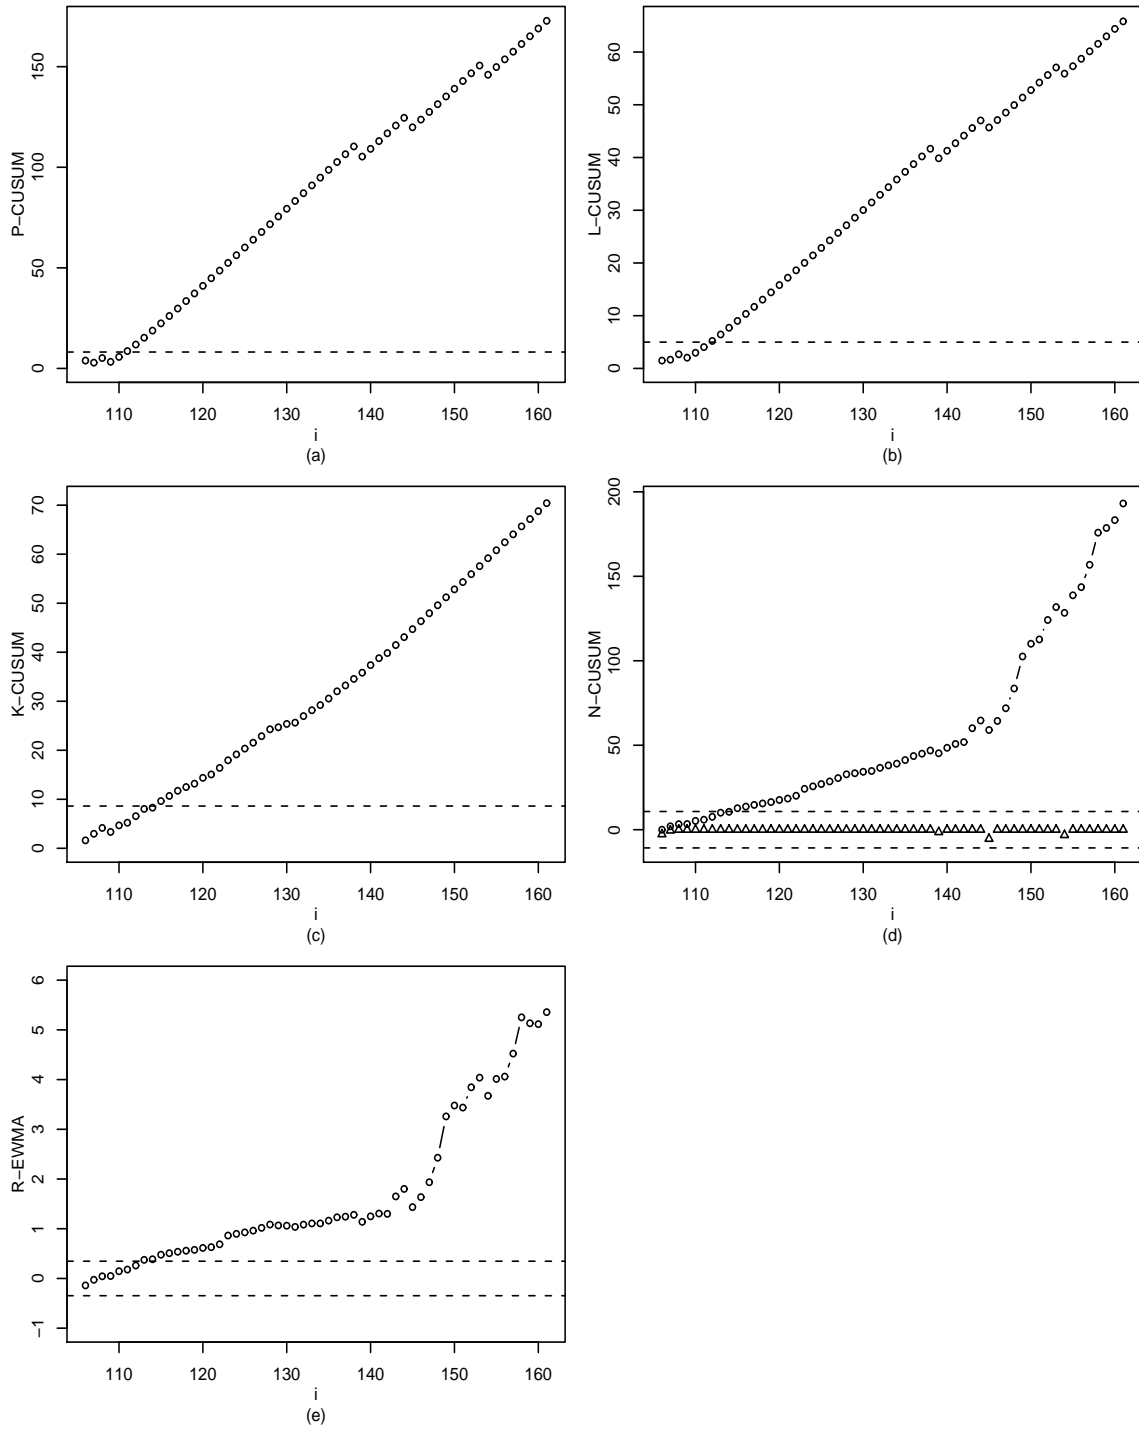 P−CUSUM
0 50 100 150
110 120 130 140 150 160
i
(a)
L−CUSUM
0 10 20 30 40 50 60
110 120 130 140 150 160
i
(b)
K−CUSUM
0 10 20 30 40 50 60 70
110 120 130 140 150 160
i
(c)
N−CUSUM
0 50 100 150 200
110 120 130 140 150 160
i
(d)
R−EWMA
−1 0 1 2 3 4 5 6
110 120 130 140 150 160
i
(e)